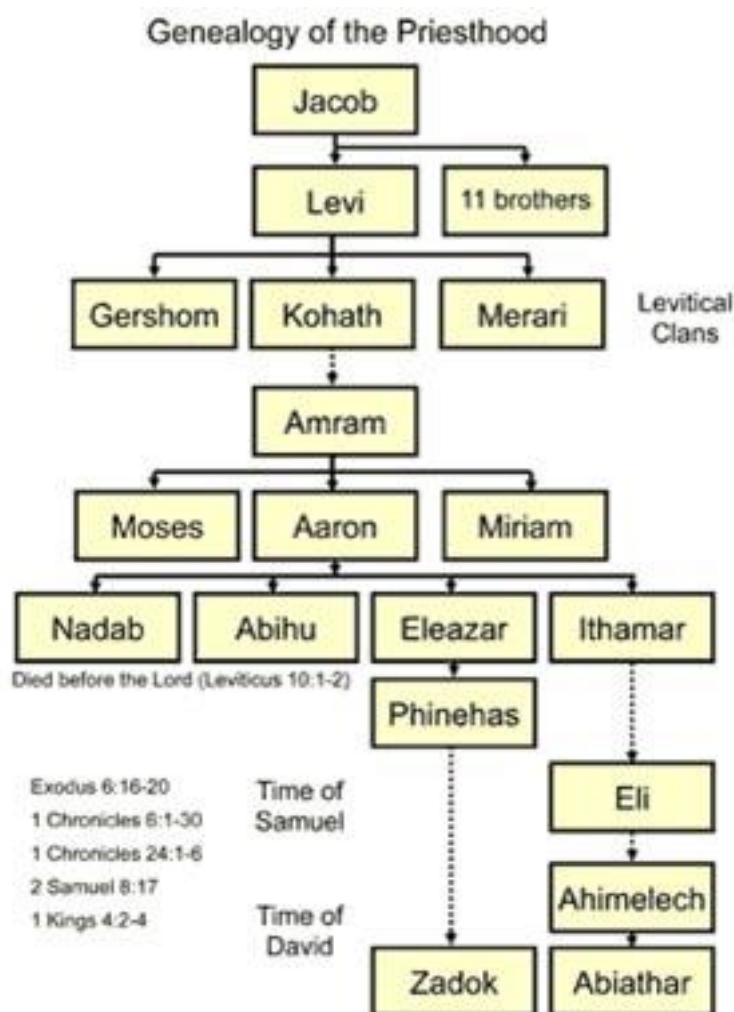 Genealogy of the Priesthood
Jacob
Levi
11 brothers
Gershom
Kohath
Merari
Levitical
Clans
Amram
Moses
Aaron
Miriam
Nadab
Abihu
Eleazar
Ithamar
Died before the Lord (Leviticus 10:1-2)
Phinehas
Exodus 6:16-20
1 Chronicles 6:1-30
1 Chronicles 24:1-6
2 Samuel 8:17
1 Kings 4:2-4
Time of
Samuel
Eli
Ahimelech
Time of
David
Zadok
Abiathar